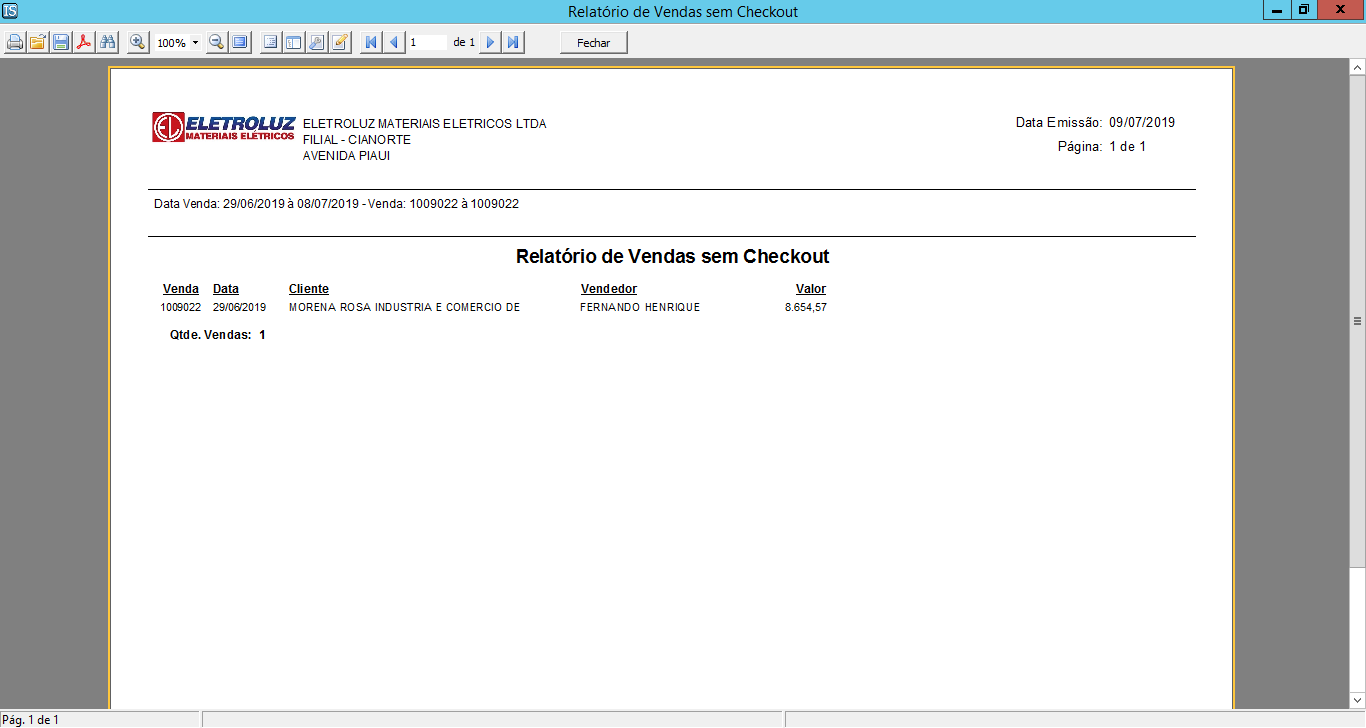 IS
Relatório de Vendas sem Checkout
100% 1 de 1 Fechar
EL ELETROLUZ
MATERIAIS ELÉTRICOS
ELETROLUZ MATERIAIS ELETRICOS LTDA
FILIAL - CIANORTE
AVENIDA PIAUI
Data Emissão: 09/07/2019
Página: 1 de 1
Data Venda: 29/06/2019 à 08/07/2019 - Venda: 1009022 à 1009022
Relatório de Vendas sem Checkout
Venda Data Cliente Vendedor Valor
1009022 29/06/2019 MORENA ROSA INDUSTRIA E COMERCIO DE FERNANDO HENRIQUE 8.654,57
Qtde. Vendas: 1
Pág. 1 de 1